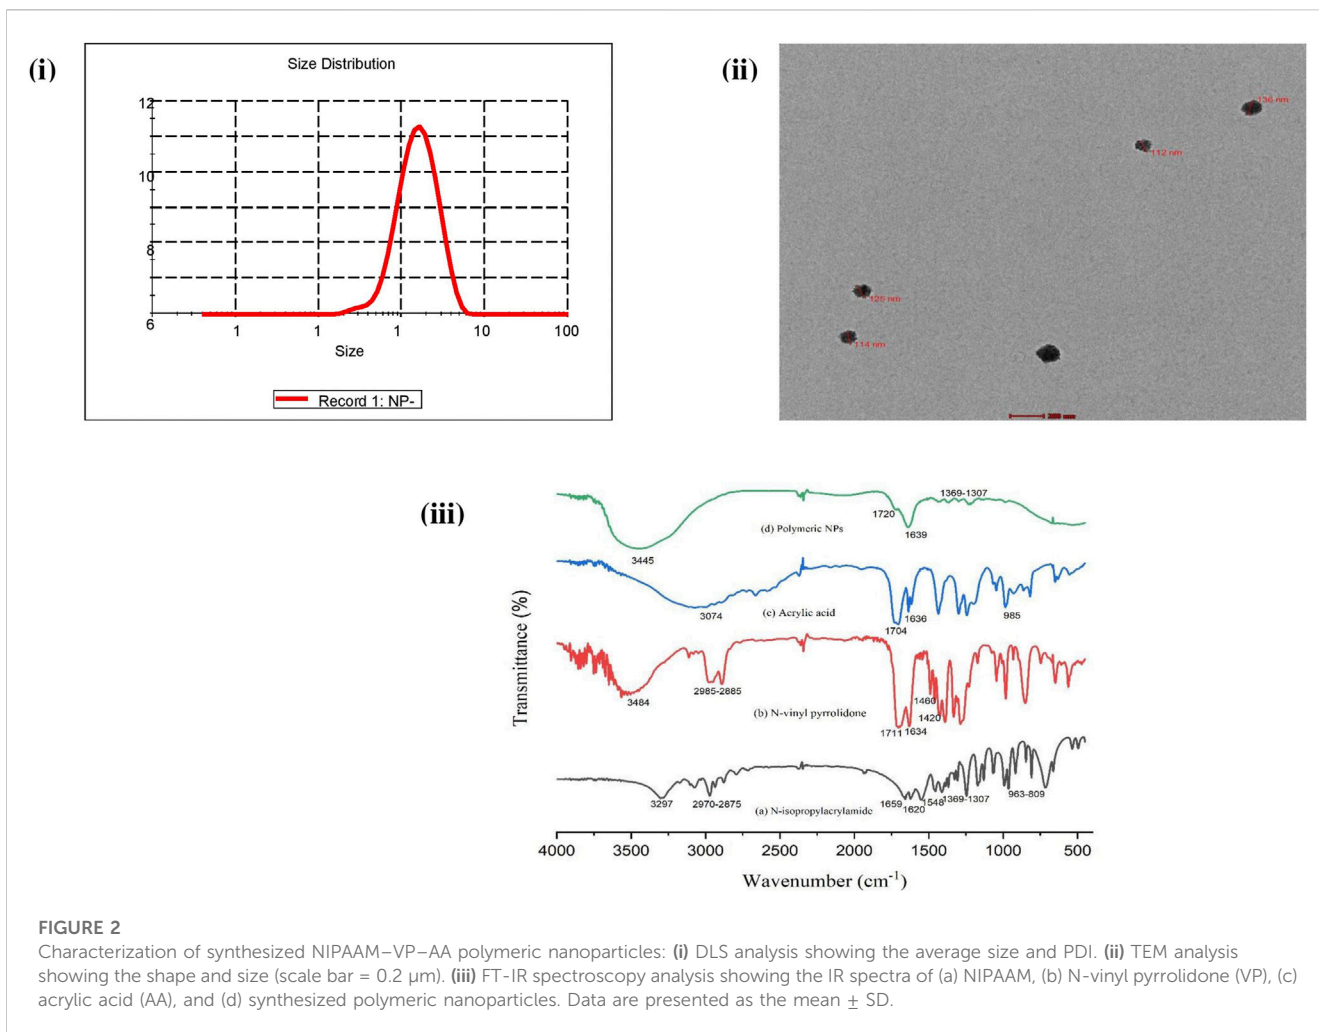 (i)
Size Distribution
12
10
8
6
1
1
1
10
100
Size
Record 1: NP-
(ii)
136 nm
112 nm
125 nm
114 nm
(iii)
Transmittance (%)
1369-1307
1720
(d) Polymeric NPs
1639
3445
3074
(c) Acrylic acid
1704
1636
985
3484
2985-2885
(b) N-vinyl pyrrolidone
1711
1634
1460
1420
3297
2970-2875
(a) N-isopropylacrylamide
1659
1620
1548
1369-1307
963-809
4000 3500 3000 2500 2000 1500 1000 500
Wavenumber (cm⁻¹)
FIGURE 2
Characterization of synthesized NIPAAM–VP–AA polymeric nanoparticles: (i) DLS analysis showing the average size and PDI. (ii) TEM analysis
showing the shape and size (scale bar = 0.2 µm). (iii) FT-IR spectroscopy analysis showing the IR spectra of (a) NIPAAM, (b) N-vinyl pyrrolidone (VP), (c)
acrylic acid (AA), and (d) synthesized polymeric nanoparticles. Data are presented as the mean ± SD.